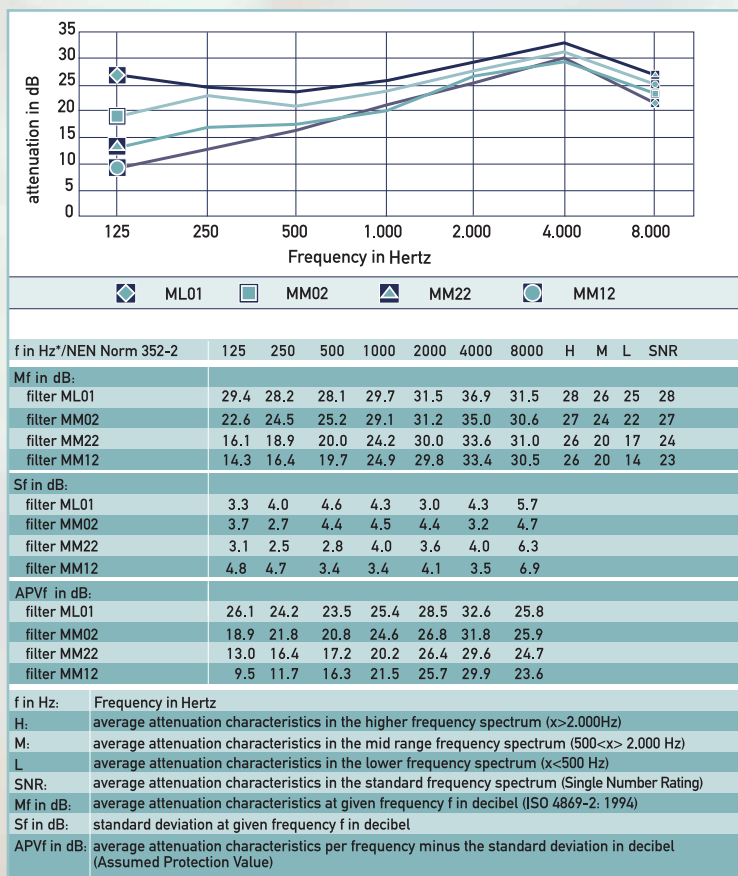 35
30
25
20
15
10
5
0
attenuation in dB
125 250 500 1.000 2.000 4.000 8.000
Frequency in Hertz
ML01 MM02 MM22 MM12
f in Hz*/NEN Norm 352-2 125 250 500 1000 2000 4000 8000 H M L SNR
Mf in dB:
filter ML01 29.4 28.2 28.1 29.7 31.5 36.9 31.5 28 26 25 28
filter MM02 22.6 24.5 25.2 29.1 31.2 35.0 30.6 27 24 22 27
filter MM22 16.1 18.9 20.0 24.2 30.0 33.6 31.0 26 20 17 24
filter MM12 14.3 16.4 19.7 24.9 29.8 33.4 30.5 26 20 14 23
Sf in dB:
filter ML01 3.3 4.0 4.6 4.3 3.0 4.3 5.7
filter MM02 3.7 2.7 4.4 4.5 4.4 3.2 4.7
filter MM22 3.1 2.5 2.8 4.0 3.6 4.0 6.3
filter MM12 4.8 4.7 3.4 3.4 4.1 3.5 6.9
APVf in dB:
filter ML01 26.1 24.2 23.5 25.4 28.5 32.6 25.8
filter MM02 18.9 21.8 20.8 24.6 26.8 31.8 25.9
filter MM22 13.0 16.4 17.2 20.2 26.4 29.6 24.7
filter MM12 9.5 11.7 16.3 21.5 25.7 29.9 23.6
f in Hz: Frequency in Hertz
H: average attenuation characteristics in the higher frequency spectrum (x>2.000Hz)
M: average attenuation characteristics in the mid range frequency spectrum (500<x> 2.000 Hz)
L average attenuation characteristics in the lower frequency spectrum (x<500 Hz)
SNR: average attenuation characteristics in the standard frequency spectrum (Single Number Rating)
Mf in dB: average attenuation characteristics at given frequency f in decibel (ISO 4869-2: 1994)
Sf in dB: standard deviation at given frequency f in decibel
APVf in dB: average attenuation characteristics per frequency minus the standard deviation in decibel
(Assumed Protection Value)